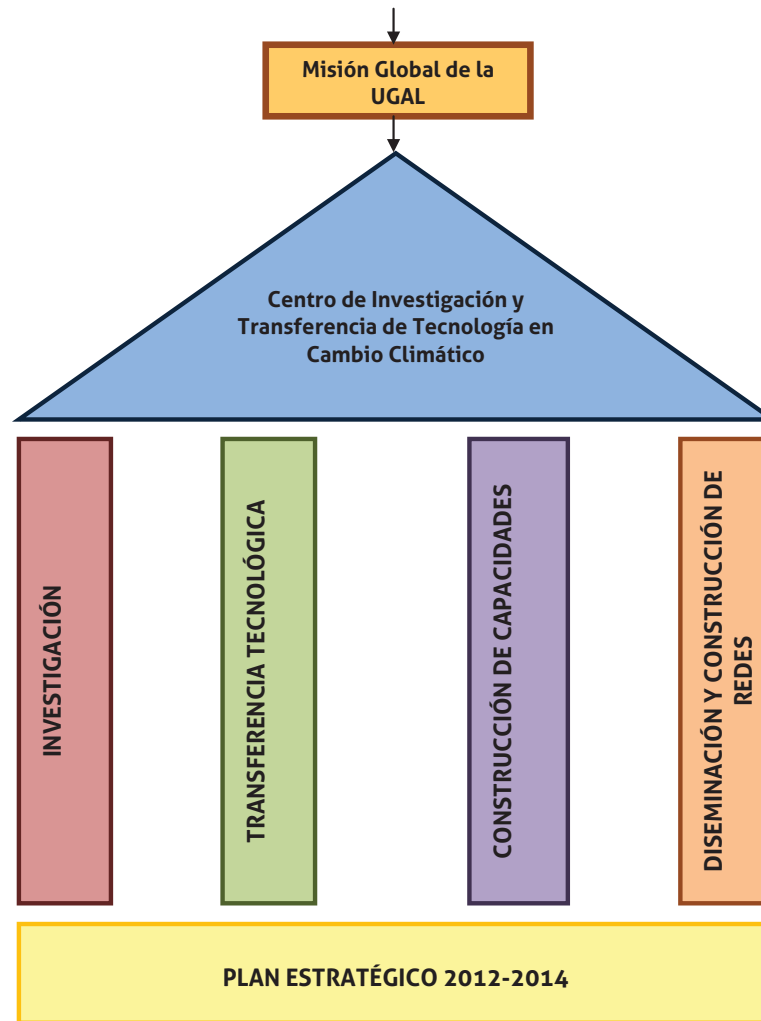 Misión Global de la
UGAL
Centro de Investigación y
Transferencia de Tecnología en
Cambio Climático
INVESTIGACIÓN
TRANSFERENCIA TECNOLÓGICA
CONSTRUCCIÓN DE CAPACIDADES
DISEMINACIÓN Y CONSTRUCCIÓN DE
REDES
PLAN ESTRATÉGICO 2012-2014